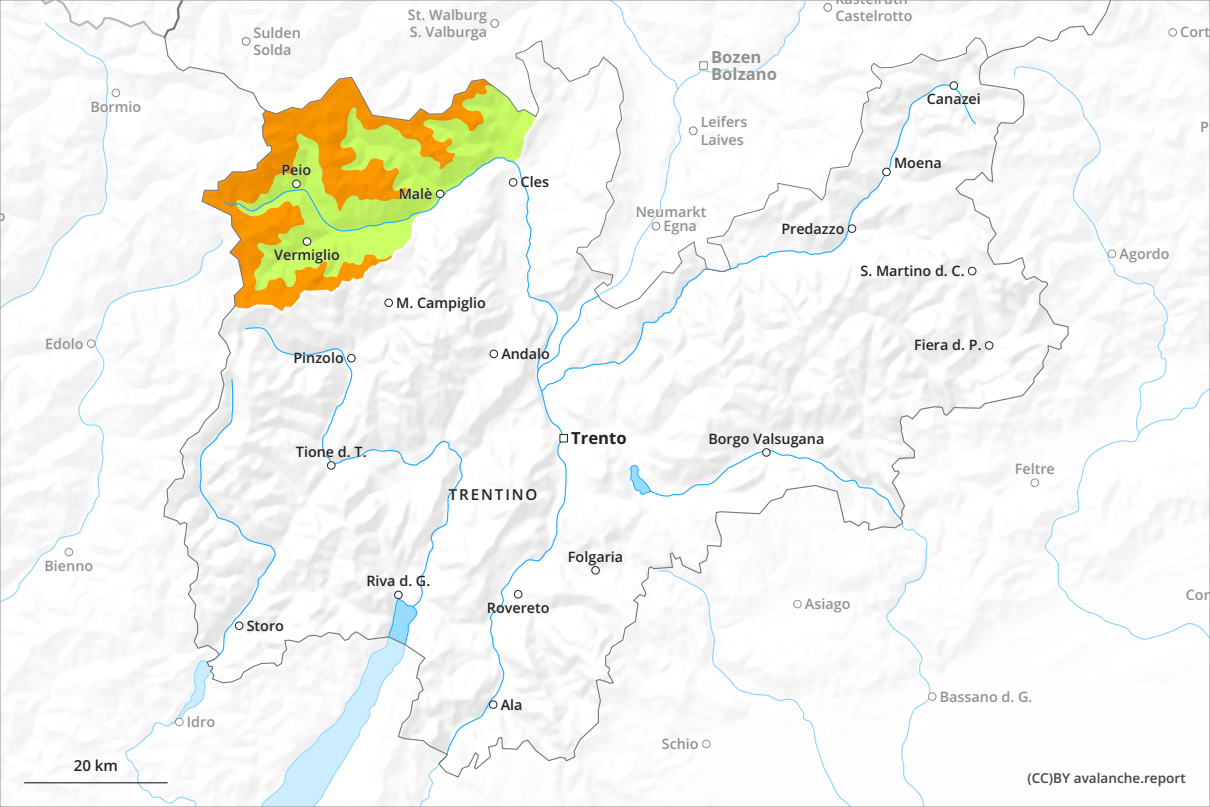 Kastelruth
Castelrotto
St. Walburg
S. Valburga
Sulden
Solda
Cort
Bozen
Bolzano
Bormio
Canazei
Leifers
Laives
P
Moena
Peio
Malè
Cles
Neumarkt
Egna
Predazzo
Agordo
Vermiglio
S. Martino d. C.
M. Campiglio
Edolo
Fiera d. P.
Pinzolo
Andalo
Trento
Borgo Valsugana
Tione d. T.
Feltre
TRENTINO
Folgaria
Bienno
Riva d. G.
Cor
Rovereto
Asiago
Storo
Bassano d. G.
Ala
Idro
Schio
20 km
(CC)BY avalanche.report